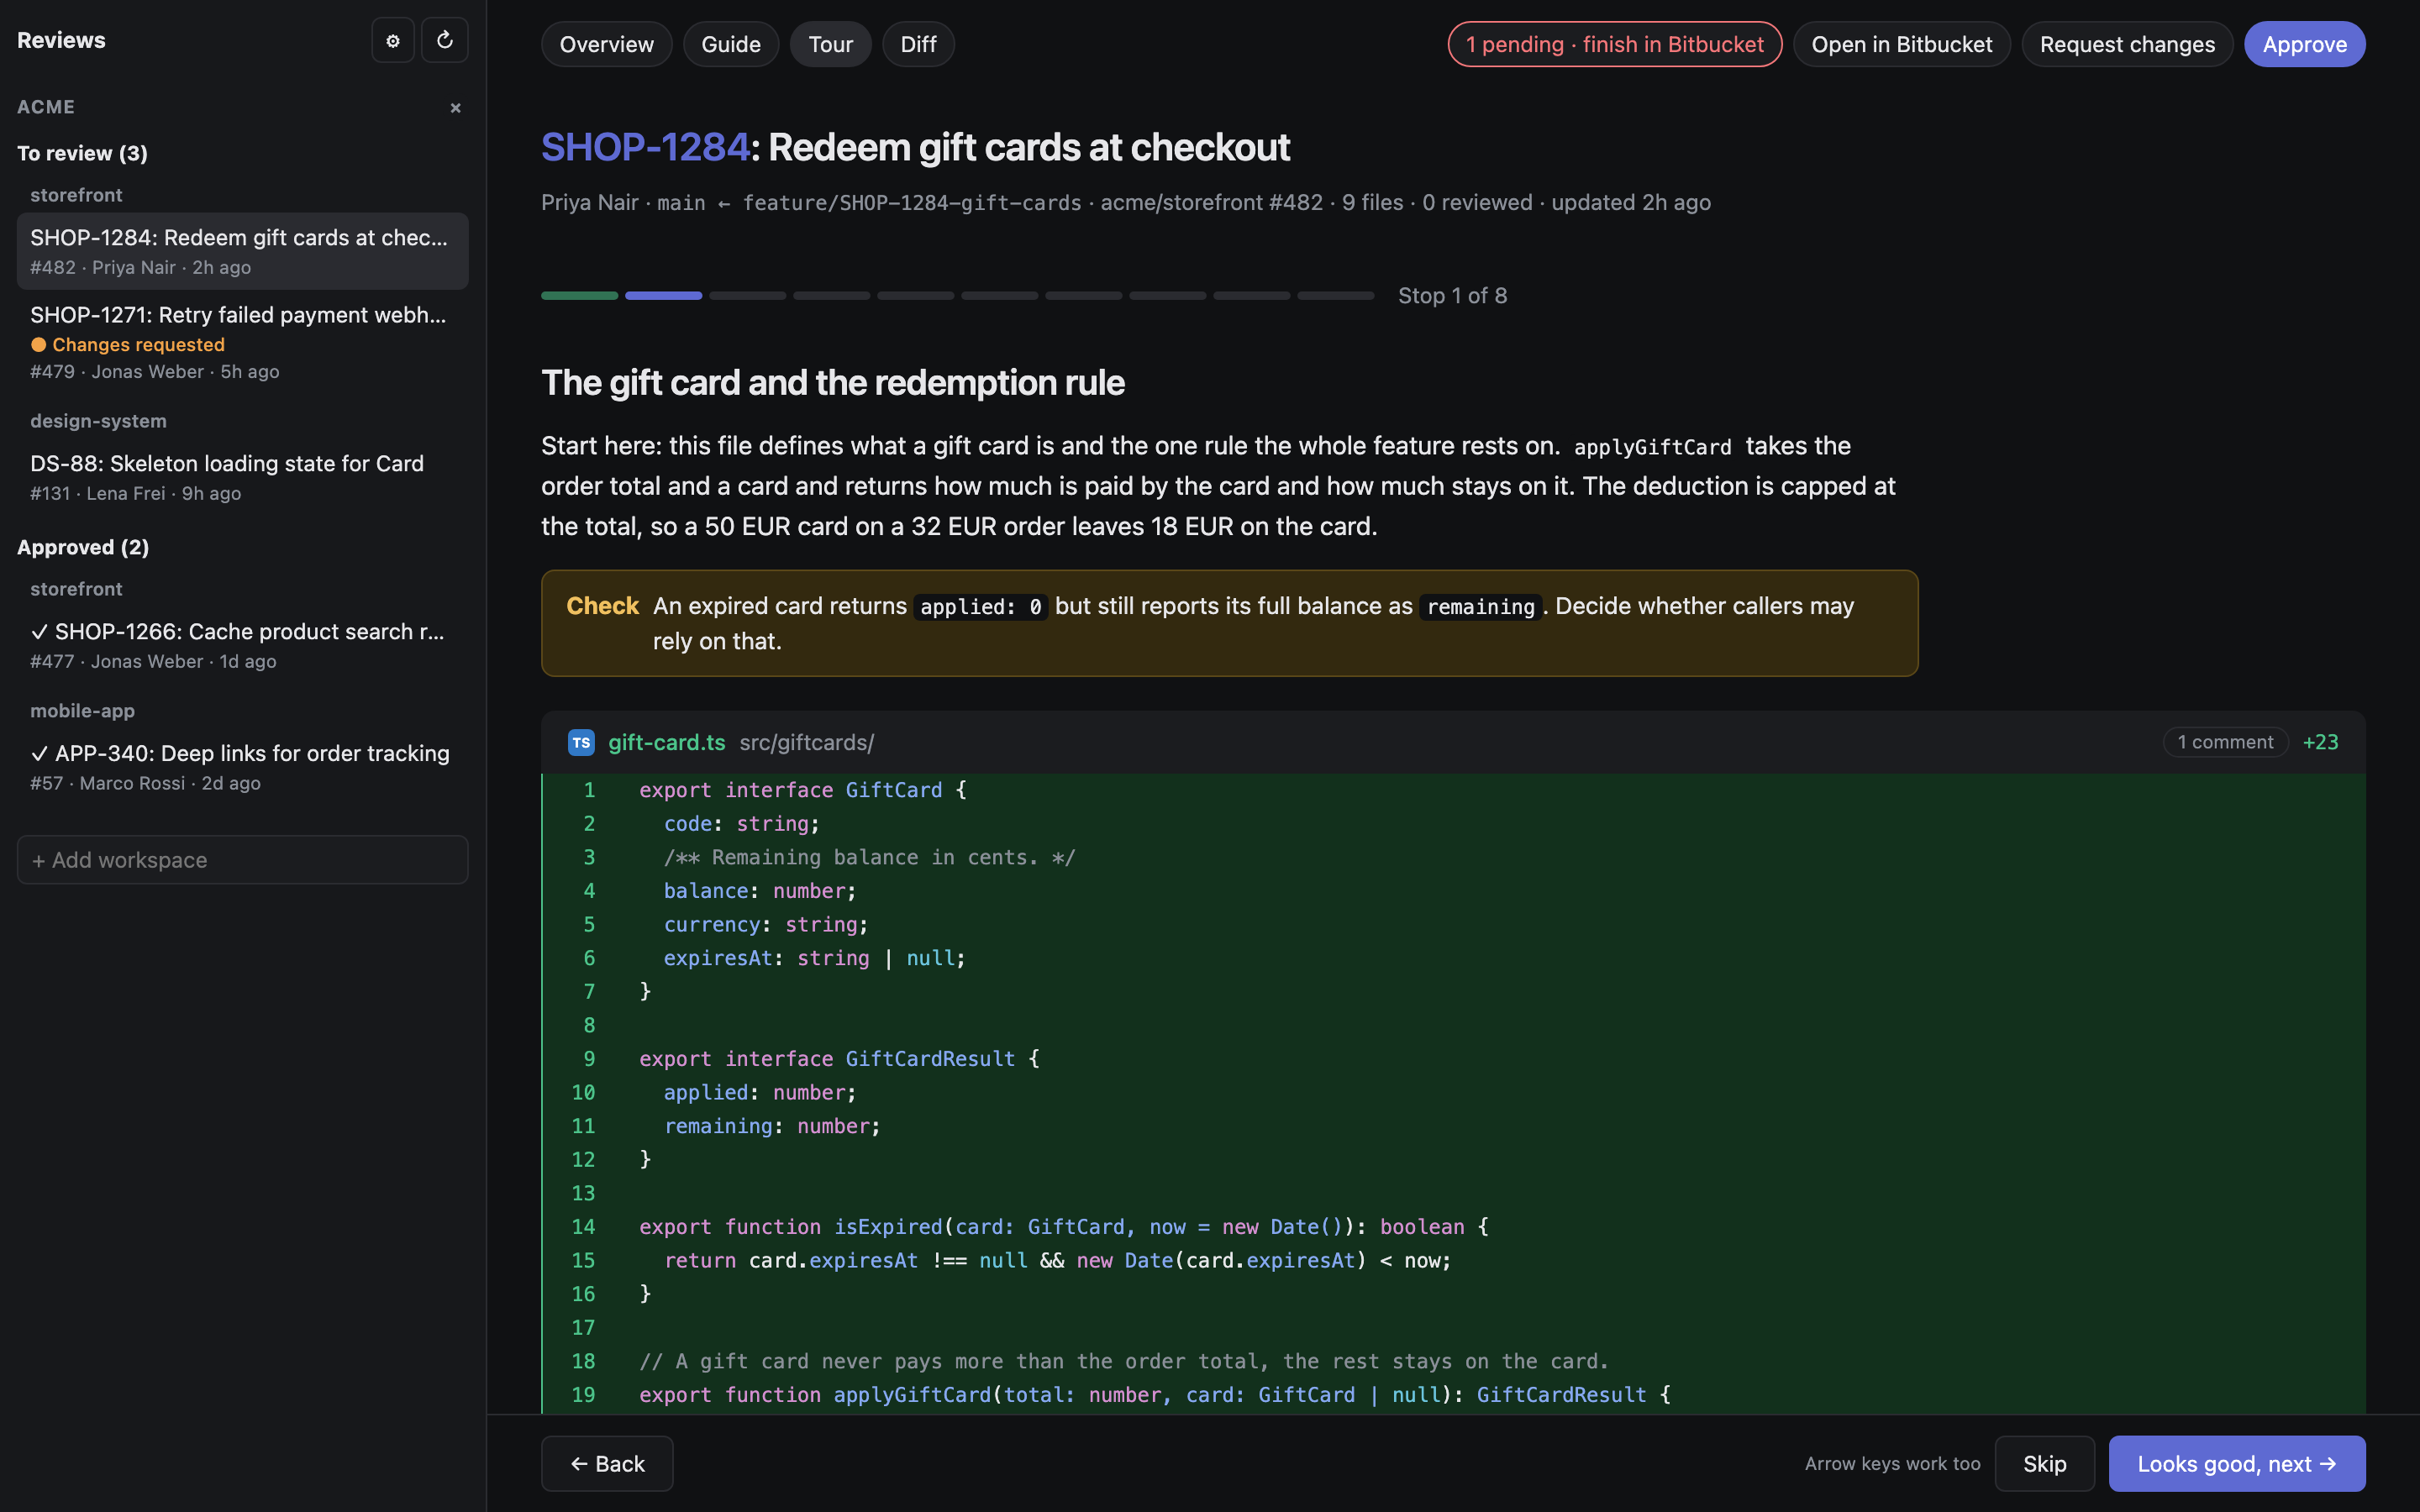 Reviews
ACME
To review (3)
storefront
SHOP-1284: Redeem gift cards at chec...
#482 · Priya Nair · 2h ago
SHOP-1271: Retry failed payment webh...
Changes requested
#479 · Jonas Weber · 5h ago
design-system
DS-88: Skeleton loading state for Card
#131 · Lena Frei · 9h ago
Approved (2)
storefront
✓ SHOP-1266: Cache product search r...
#477 · Jonas Weber · 1d ago
mobile-app
✓ APP-340: Deep links for order tracking
#57 · Marco Rossi · 2d ago
+ Add workspace
Overview Guide Tour Diff
1 pending · finish in Bitbucket Open in Bitbucket Request changes Approve
SHOP-1284: Redeem gift cards at checkout
Priya Nair · main ← feature/SHOP-1284-gift-cards · acme/storefront #482 · 9 files · 0 reviewed · updated 2h ago
Stop 1 of 8
The gift card and the redemption rule
Start here: this file defines what a gift card is and the one rule the whole feature rests on. applyGiftCard takes the
order total and a card and returns how much is paid by the card and how much stays on it. The deduction is capped at
the total, so a 50 EUR card on a 32 EUR order leaves 18 EUR on the card.
Check An expired card returns applied: 0 but still reports its full balance as remaining. Decide whether callers may
rely on that.
TS gift-card.ts src/giftcards/ 1 comment +23
1 export interface GiftCard {
2 code: string;
3 /** Remaining balance in cents. */
4 balance: number;
5 currency: string;
6 expiresAt: string | null;
7 }
8
9 export interface GiftCardResult {
10 applied: number;
11 remaining: number;
12 }
13
14 export function isExpired(card: GiftCard, now = new Date()): boolean {
15 return card.expiresAt !== null && new Date(card.expiresAt) < now;
16 }
17
18 // A gift card never pays more than the order total, the rest stays on the card.
19 export function applyGiftCard(total: number, card: GiftCard | null): GiftCardResult {
← Back
Arrow keys work too Skip Looks good, next →